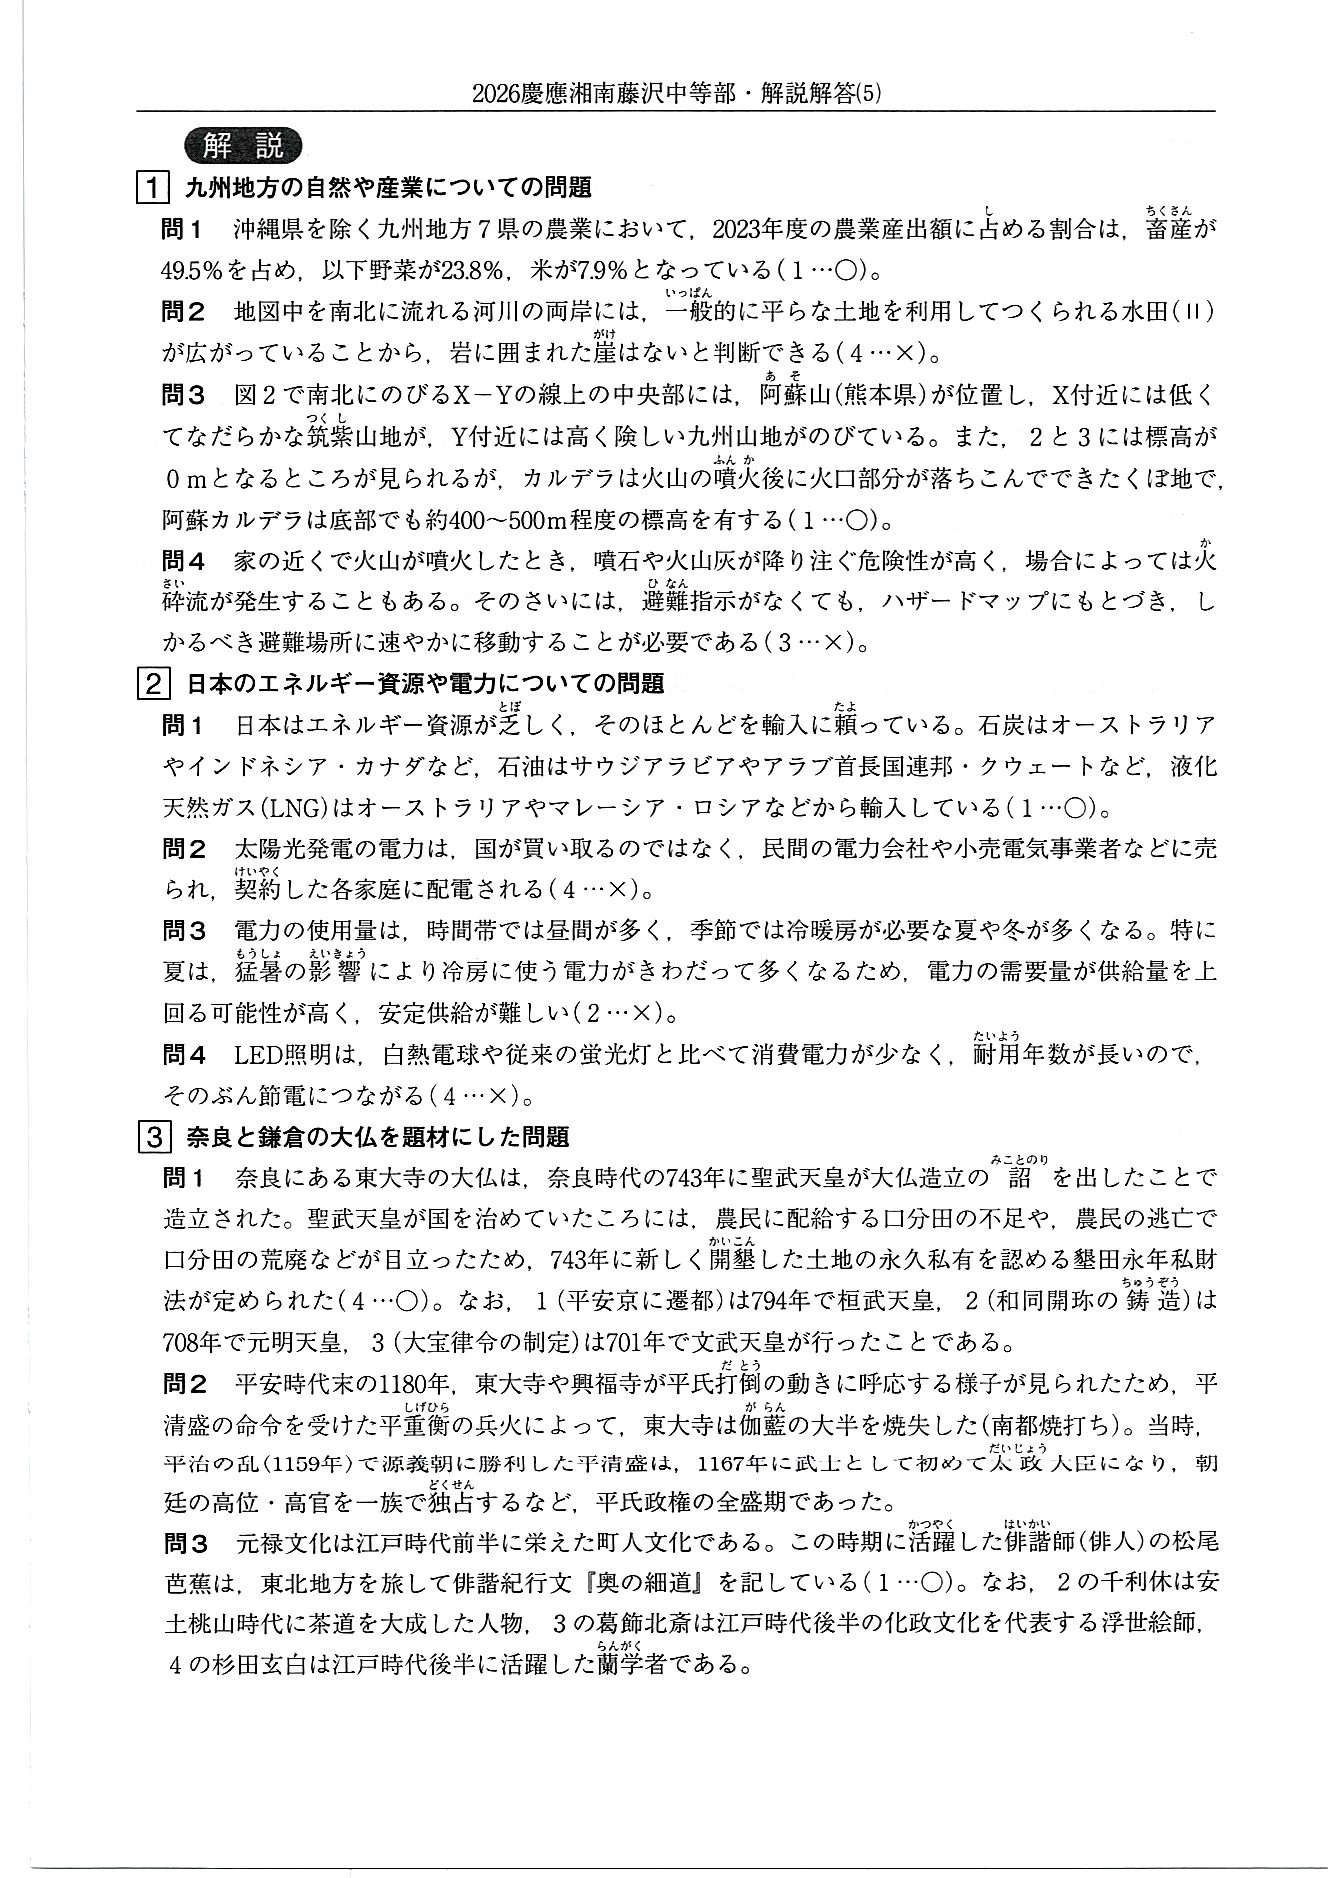 2026慶應湘南藤沢中等部・解説解答(5)
解説
1 九州地方の自然や産業についての問題
問1 沖縄県を除く九州地方7県の農業において，2023年度の農業産出額に占める割合は，畜産が
49.5％を占め，以下野菜が23.8％，米が7.9％となっている(1…○)。
問2 地図中を南北に流れる河川の両岸には，一般的に平らな土地を利用してつくられる水田(〢)
が広がっていることから，岩に囲まれた崖はないと判断できる(4…×)。
問3 図2で南北にのびるX－Yの線上の中央部には，阿蘇山(熊本県)が位置し，X付近には低く
てなだらかな筑紫山地が，Y付近には高く険しい九州山地がのびている。また，2と3には標高が
0mとなるところが見られるが，カルデラは火山の噴火後に火口部分が落ちこんでできたくぼ地で，
阿蘇カルデラは底部でも約400～500m程度の標高を有する(1…○)。
問4 家の近くで火山が噴火したとき，噴石や火山灰が降り注ぐ危険性が高く，場合によっては火
砕流が発生することもある。そのさいには，避難指示がなくても，ハザードマップにもとづき，し
かるべき避難場所に速やかに移動することが必要である(3…×)。
2 日本のエネルギー資源や電力についての問題
問1 日本はエネルギー資源が乏しく，そのほとんどを輸入に頼っている。石炭はオーストラリア
やインドネシア・カナダなど，石油はサウジアラビアやアラブ首長国連邦・クウェートなど，液化
天然ガス(LNG)はオーストラリアやマレーシア・ロシアなどから輸入している(1…○)。
問2 太陽光発電の電力は，国が買い取るのではなく，民間の電力会社や小売電気事業者などに売
られ，契約した各家庭に配電される(4…×)。
問3 電力の使用量は，時間帯では昼間が多く，季節では冷暖房が必要な夏や冬が多くなる。特に
夏は，猛暑の影響により冷房に使う電力がきわだって多くなるため，電力の需要量が供給量を上
回る可能性が高く，安定供給が難しい(2…×)。
問4 LED照明は，白熱電球や従来の蛍光灯と比べて消費電力が少なく，耐用年数が長いので，
そのぶん節電につながる(4…×)。
3 奈良と鎌倉の大仏を題材にした問題
問1 奈良にある東大寺の大仏は，奈良時代の743年に聖武天皇が大仏造立の詔を出したことで
造立された。聖武天皇が国を治めていたころには，農民に配給する口分田の不足や，農民の逃亡で
口分田の荒廃などが目立ったため，743年に新しく開墾した土地の永久私有を認める墾田永年私財
法が定められた(4…○)。なお，1(平安京に遷都)は794年で桓武天皇，2(和同開珎の鋳造)は
708年で元明天皇，3(大宝律令の制定)は701年で文武天皇が行ったことである。
問2 平安時代末の1180年，東大寺や興福寺が平氏打倒の動きに呼応する様子が見られたため，平
清盛の命令を受けた平重衡の兵火によって，東大寺は伽藍の大半を焼失した(南都焼打ち)。当時，
平治の乱(1159年)で源義朝に勝利した平清盛は，1167年に武士として初めて太政大臣になり，朝
廷の高位・高官を一族で独占するなど，平氏政権の全盛期であった。
問3 元禄文化は江戸時代前半に栄えた町人文化である。この時期に活躍した俳諧師(俳人)の松尾
芭蕉は，東北地方を旅して俳諧紀行文『奥の細道』を記している(1…○)。なお，2の千利休は安
土桃山時代に茶道を大成した人物，3の葛飾北斎は江戸時代後半の化政文化を代表する浮世絵師，
4の杉田玄白は江戸時代後半に活躍した蘭学者である。